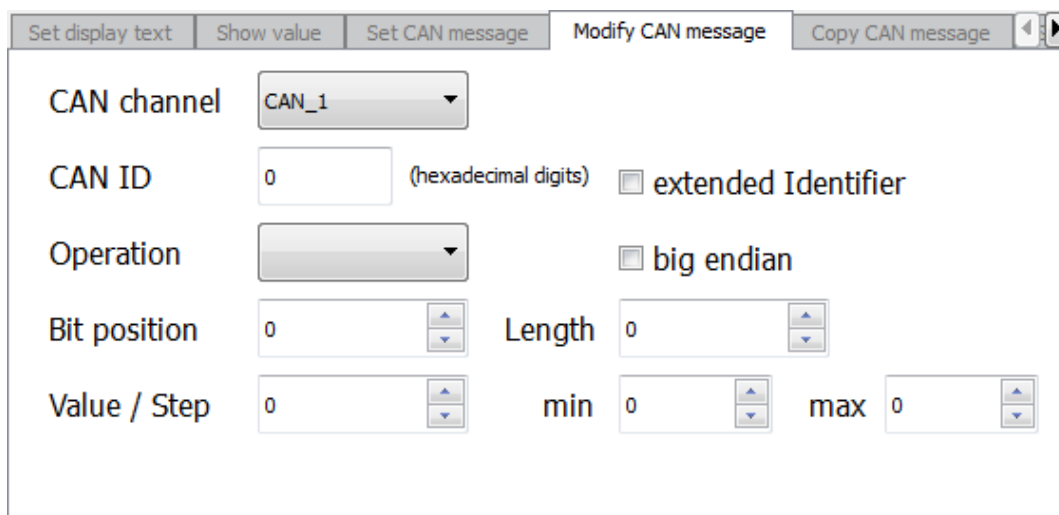 Set display text Show value Set CAN message Modify CAN message Copy CAN message
CAN channel CAN_1
CAN ID 0 (hexadecimal digits) extended Identifier
Operation big endian
Bit position 0 Length 0
Value / Step 0 min 0 max 0